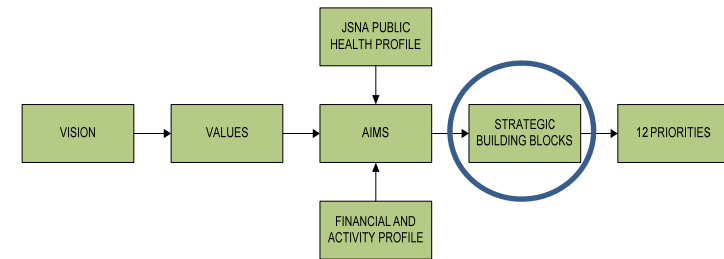 JSNA PUBLIC
HEALTH PROFILE
VISION
VALUES
AIMS
STRATEGIC
BUILDING BLOCKS
12 PRIORITIES
FINANCIAL AND
ACTIVITY PROFILE